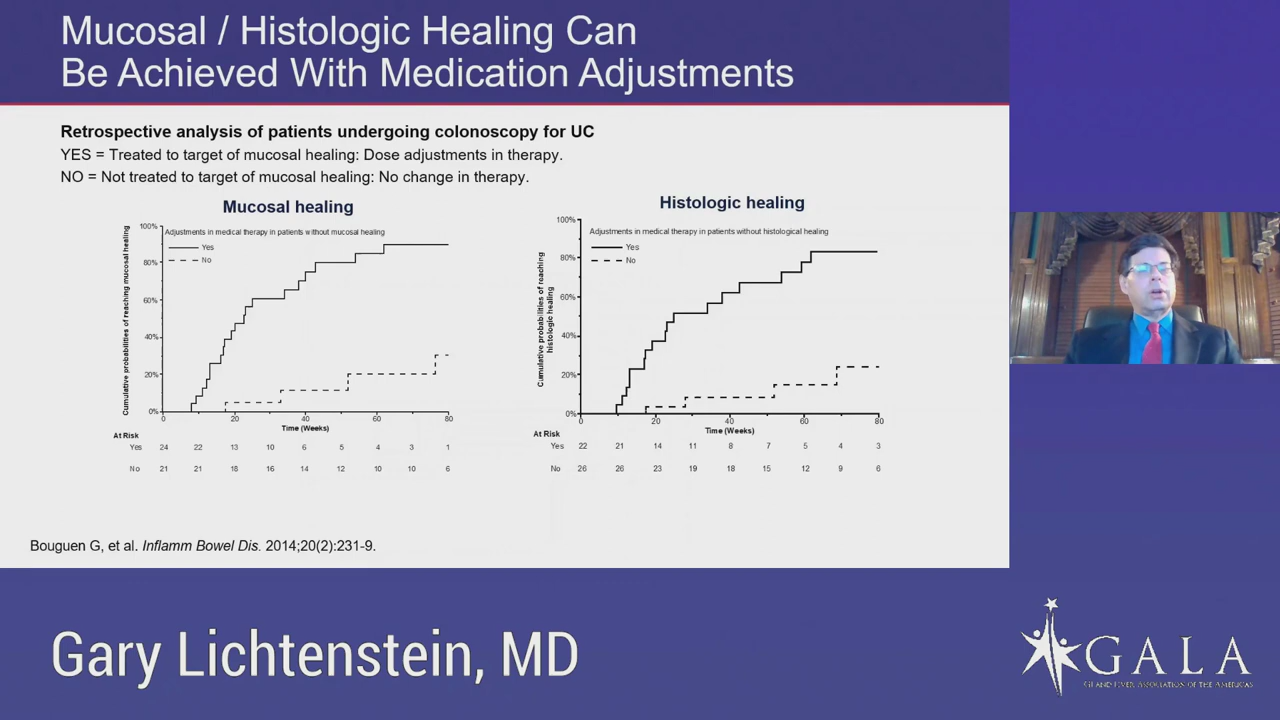 Mucosal / Histologic Healing Can
Be Achieved With Medication Adjustments
Retrospective analysis of patients undergoing colonoscopy for UC
YES = Treated to target of mucosal healing: Dose adjustments in therapy.
NO = Not treated to target of mucosal healing: No change in therapy.
Mucosal healing
Adjustments in medical therapy in patients without mucosal healing
Yes
No
Cumulative probabilities of reaching mucosal healing
100%
80%
60%
40%
20%
0%
0 20 40 60 80
Time (Weeks)
At Risk
Yes 24 22 13 10 6 5 4 3 1
No 21 21 18 16 14 12 10 10 6
Histologic healing
Adjustments in medical therapy in patients without histological healing
Yes
No
Cumulative probabilities of reaching
histologic healing
100%
80%
60%
40%
20%
0%
0 20 40 60 80
Time (Weeks)
At Risk
Yes 22 21 14 11 8 7 5 4 3
No 26 26 23 19 18 15 12 9 6
Bouguen G, et al. Inflamm Bowel Dis. 2014;20(2):231-9.
Gary Lichtenstein, MD
GALA
GI AND LIVER ASSOCIATION OF THE AMERICAS